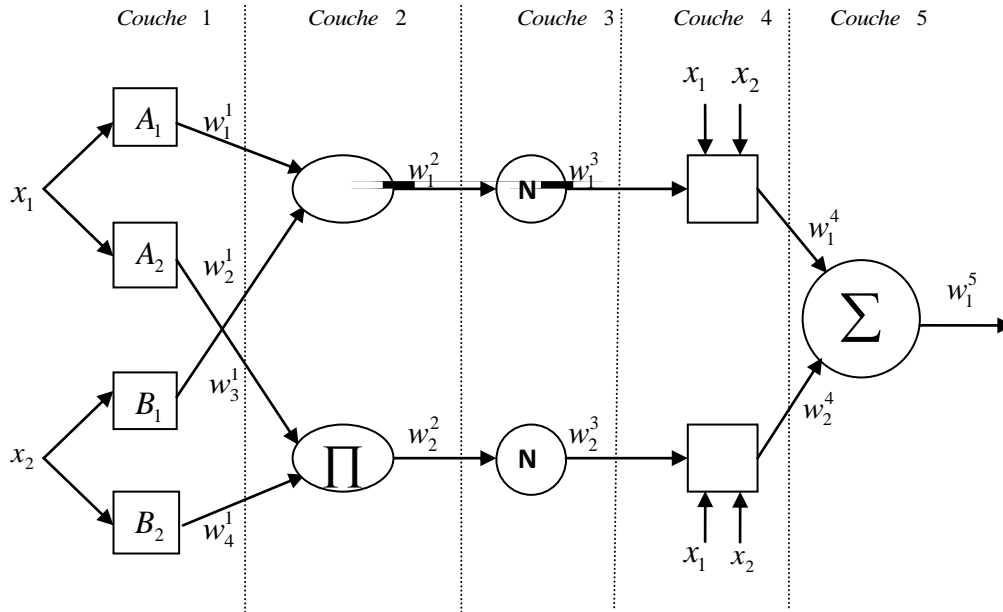 Couche 1 Couche 2 Couche 3 Couche 4 Couche 5
x₁ x₂
A₁ w₁¹
w₁² N w₁³
x₁
w₁⁴
A₂ w₂¹
w₁⁵
∑
B₁ w₃¹
w₂⁴
x₂
∏ w₂² N w₂³
B₂ w₄¹
x₁ x₂